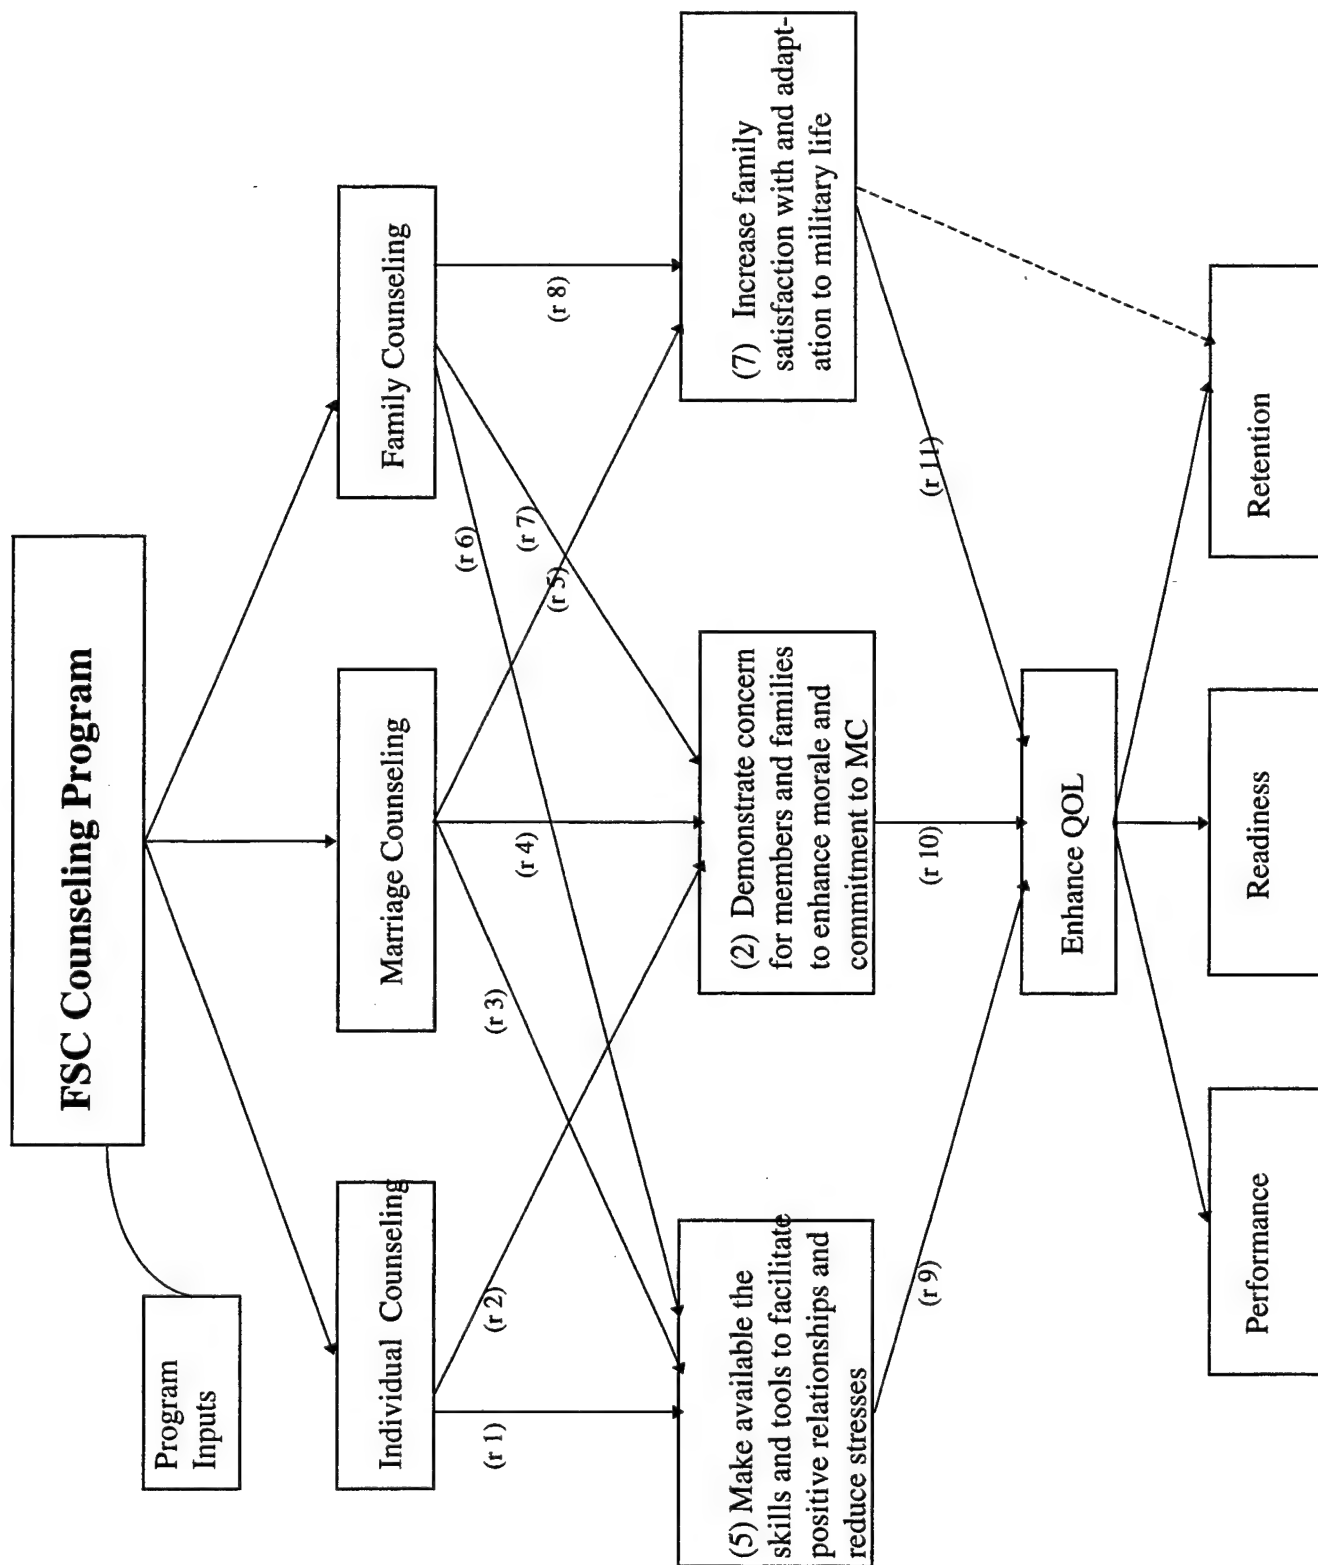 FSC Counseling Program
Program
Inputs
Individual Counseling
Marriage Counseling
Family Counseling
(r 1)
(r 2)
(r 3)
(r 4)
(r 5)
(r 6)
(r 7)
(r 8)
(5) Make available the
skills and tools to facilitate
positive relationships and
reduce stresses
(2) Demonstrate concern
for members and families
to enhance morale and
commitment to MC
(7) Increase family
satisfaction with and adapt-
ation to military life
(r 9)
(r 10)
(r 11)
Enhance QOL
Performance
Readiness
Retention